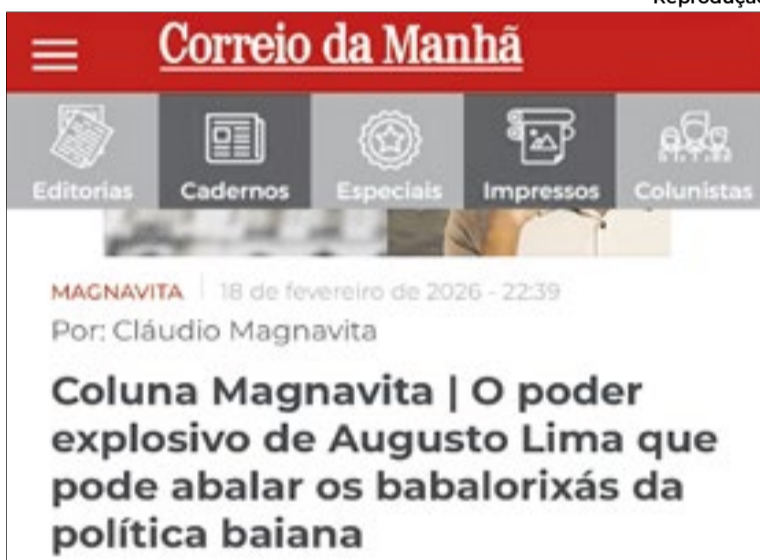 Reprodução
Correio da Manhã
Editorias Cadernos Especiais Impressos Colunistas
MAGNAVITA 18 de fevereiro de 2026 - 22:39
Por: Cláudio Magnavita
Coluna Magnavita | O poder
explosivo de Augusto Lima que
pode abalar os babalorixás da
política baiana